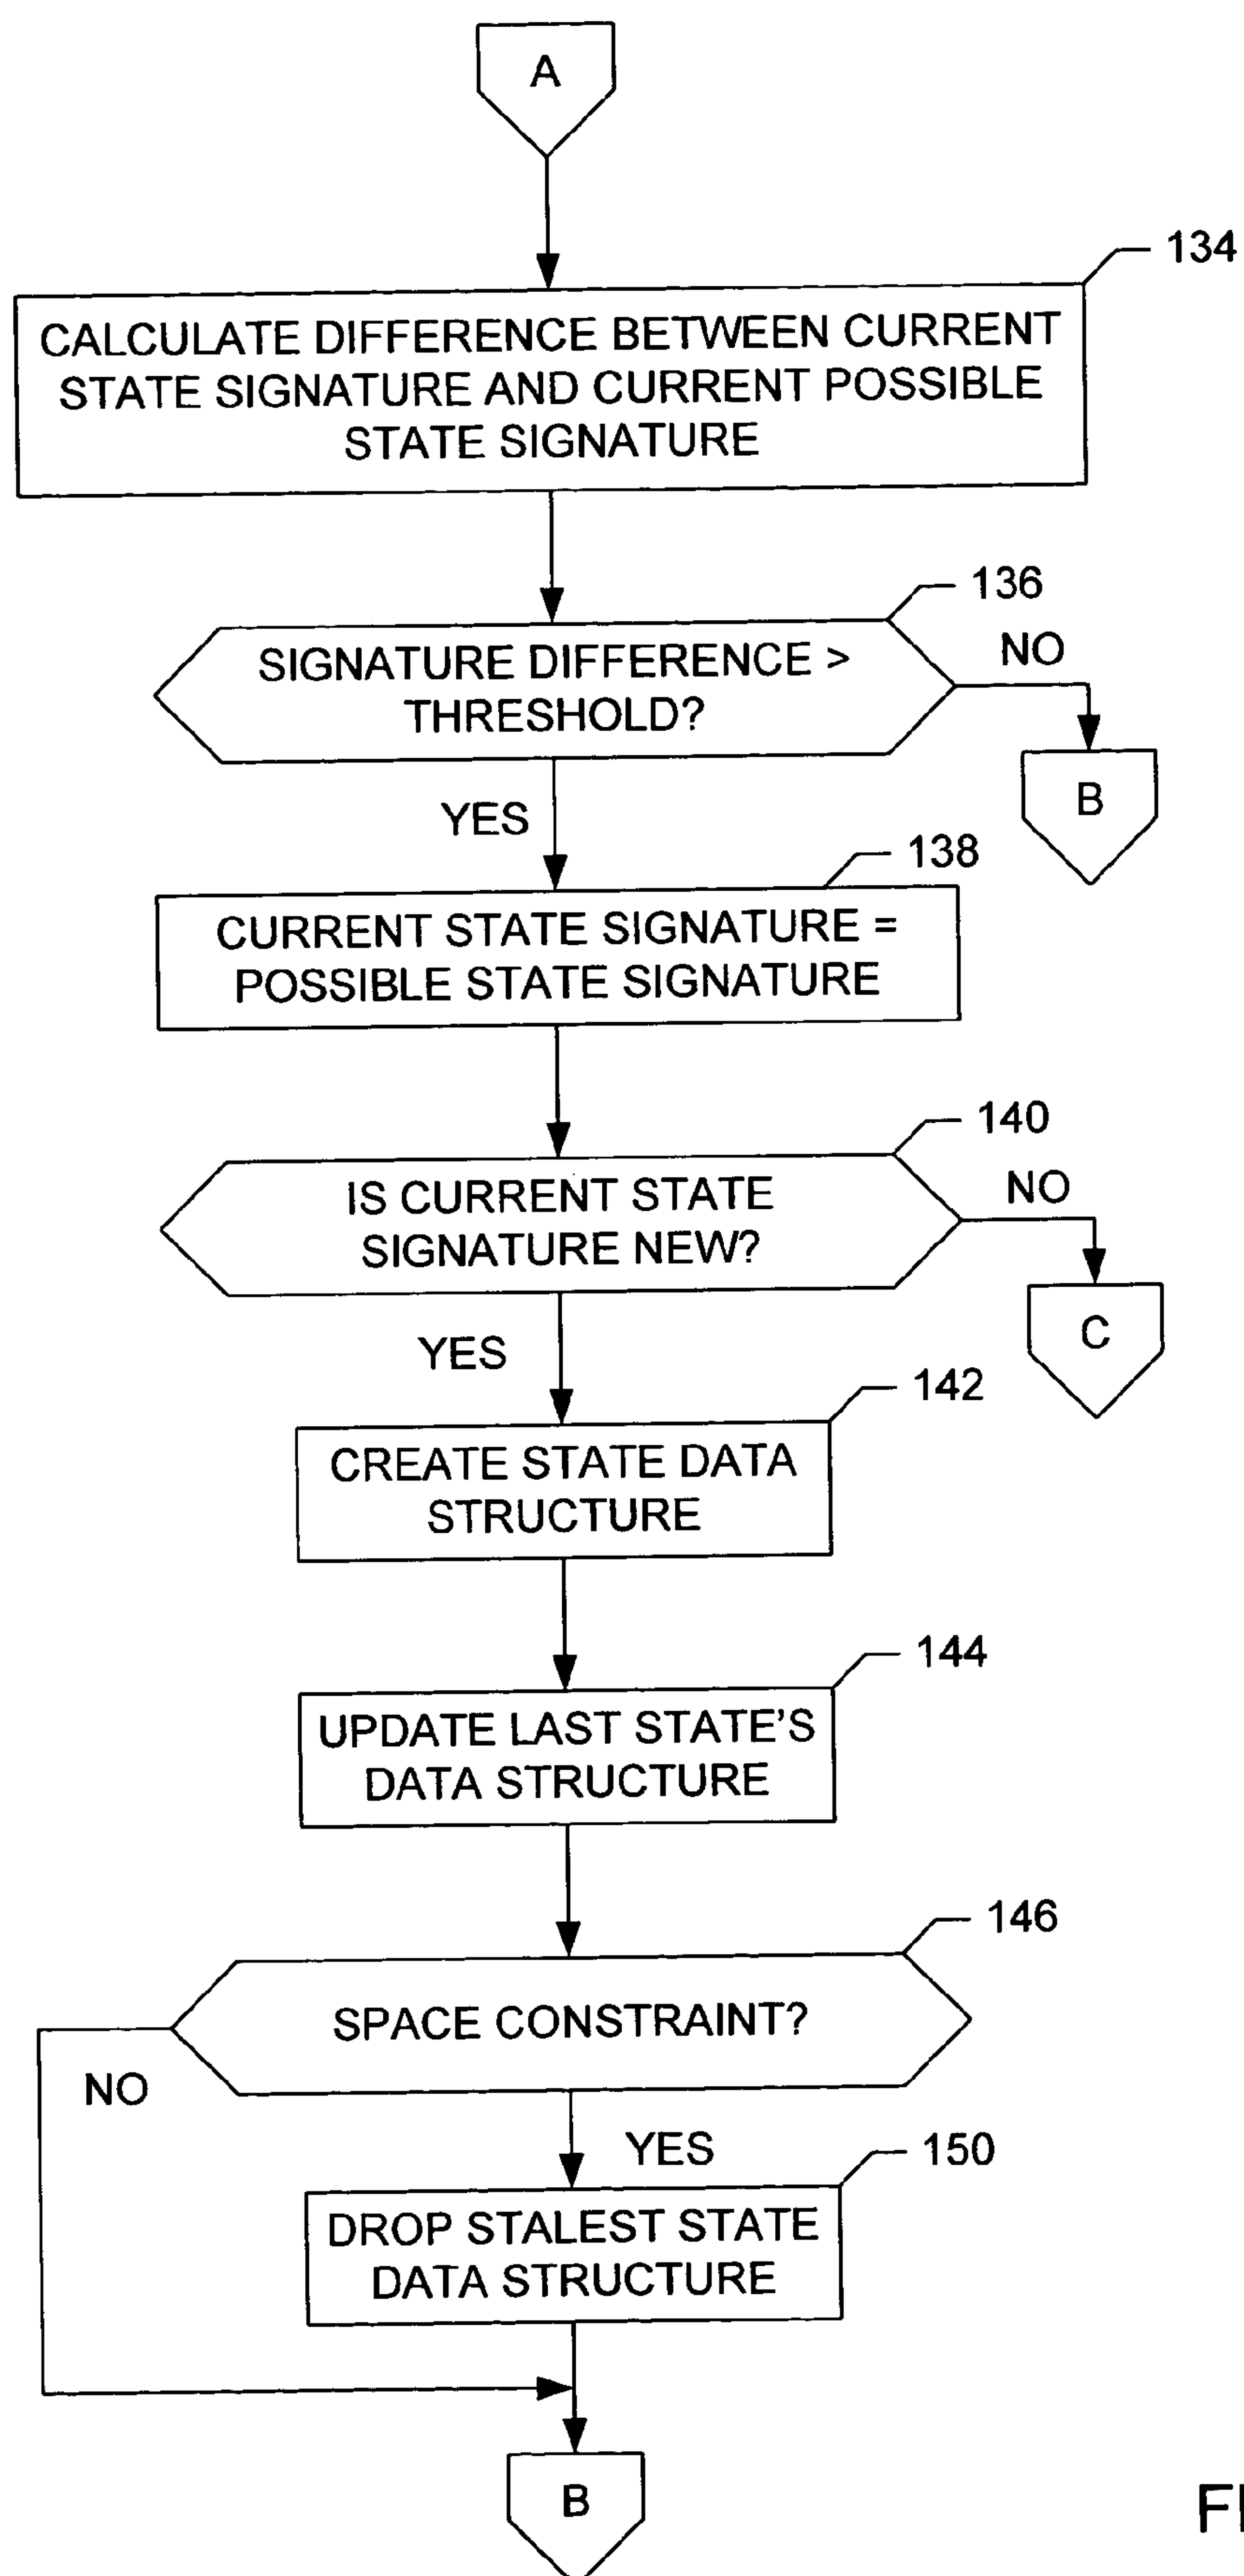 A
134
CALCULATE DIFFERENCE BETWEEN CURRENT
STATE SIGNATURE AND CURRENT POSSIBLE
STATE SIGNATURE
136
SIGNATURE DIFFERENCE >
THRESHOLD?
NO
B
YES
138
CURRENT STATE SIGNATURE =
POSSIBLE STATE SIGNATURE
140
IS CURRENT STATE
SIGNATURE NEW?
NO
C
YES
142
CREATE STATE DATA
STRUCTURE
144
UPDATE LAST STATE'S
DATA STRUCTURE
146
SPACE CONSTRAINT?
NO
YES
150
DROP STALEST STATE
DATA STRUCTURE
B